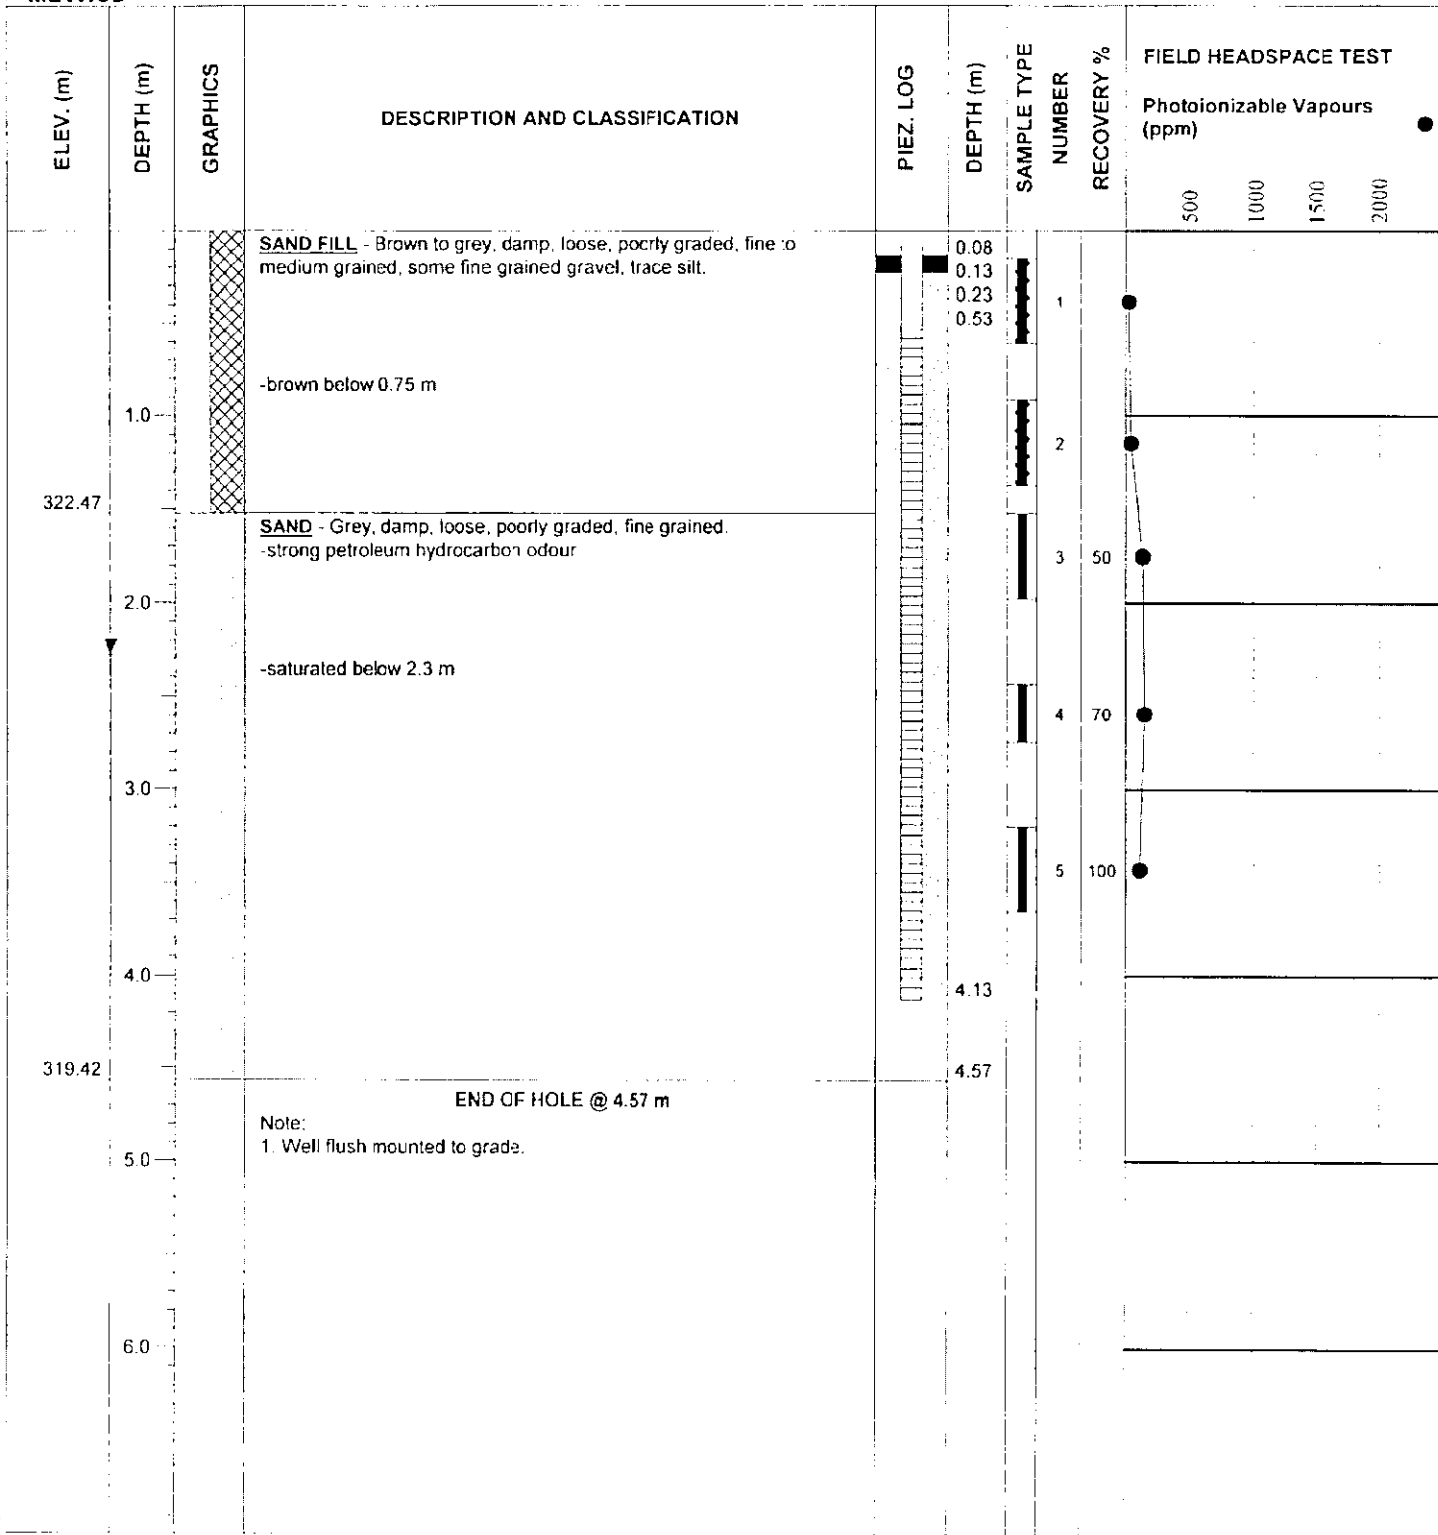 ELEV. (m)
DEPTH (m)
GRAPHICS
DESCRIPTION AND CLASSIFICATION
PIEZ. LOG
DEPTH (m)
SAMPLE TYPE
NUMBER
RECOVERY %
FIELD HEADSPACE TEST
Photoionizable Vapours
(ppm)
500
1000
1500
2000
SAND FILL - Brown to grey, damp, loose, poorly graded, fine to
medium grained, some fine grained gravel, trace silt.
0.08
0.13
0.23
0.53
1
-brown below 0.75 m
1.0
2
322.47
SAND - Grey, damp, loose, poorly graded, fine grained.
-strong petroleum hydrocarbon odour
3 50
2.0
-saturated below 2.3 m
4 70
3.0
5 100
4.0
4.13
319.42
4.57
END OF HOLE @ 4.57 m
Note:
1. Well flush mounted to grade.
5.0
6.0